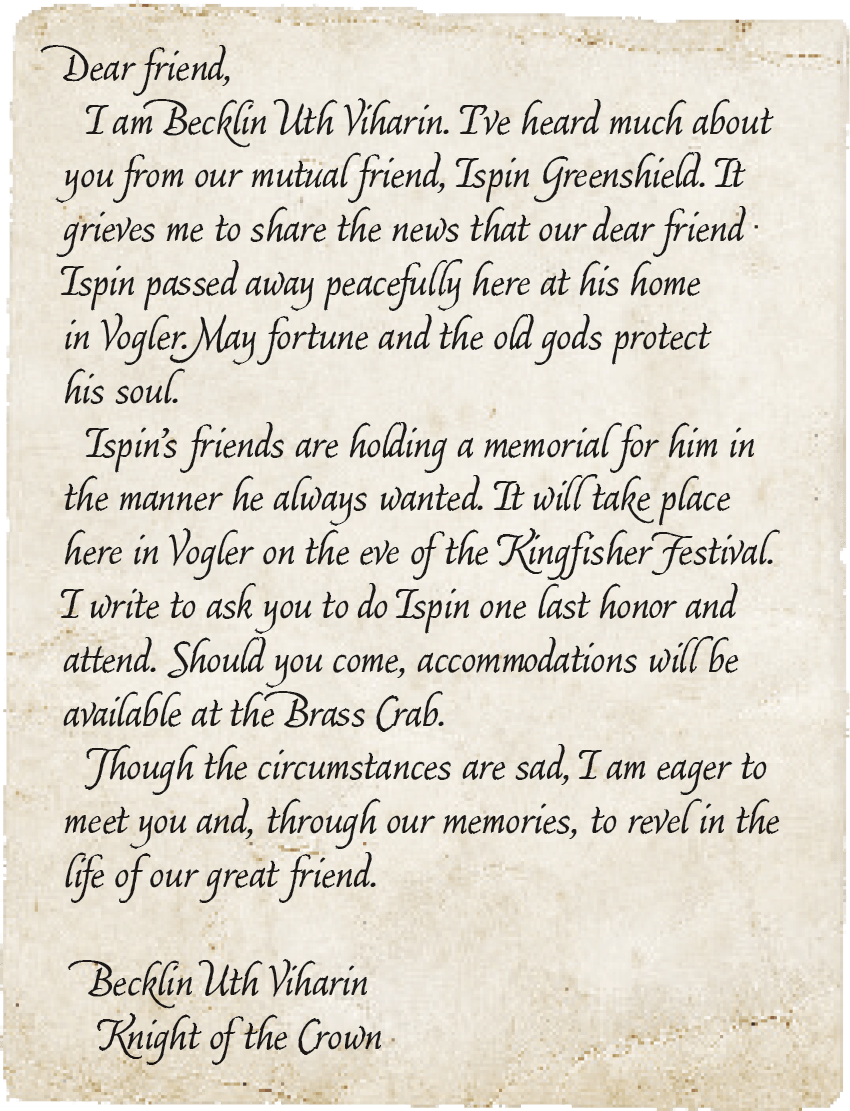 Dear friend,
I am Becklin Uth Viharin. I've heard much about
you from our mutual friend, Ispin Greenshield. It
grieves me to share the news that our dear friend
Ispin passed away peacefully here at his home
in Vogler. May fortune and the old gods protect
his soul.
Ispin's friends are holding a memorial for him in
the manner he always wanted. It will take place
here in Vogler on the eve of the Kingfisher Festival.
I write to ask you to do Ispin one last honor and
attend. Should you come, accommodations will be
available at the Brass Crab.
Though the circumstances are sad, I am eager to
meet you and, through our memories, to revel in the
life of our great friend.
Becklin Uth Viharin
Knight of the Crown